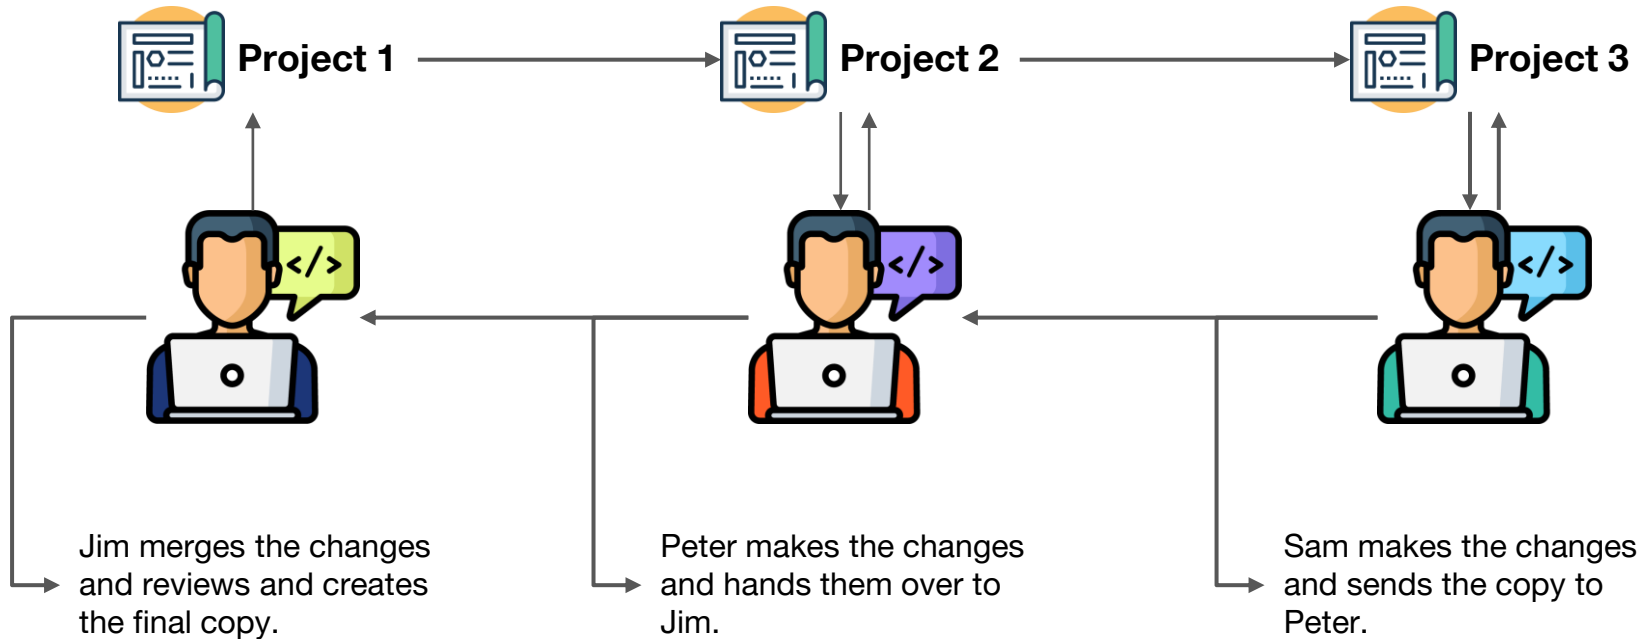 Project 1
Project 2
Project 3
</>
</>
</>
Jim merges the changes
and reviews and creates
the final copy.
Peter makes the changes
and hands them over to
Jim.
Sam makes the changes
and sends the copy to
Peter.